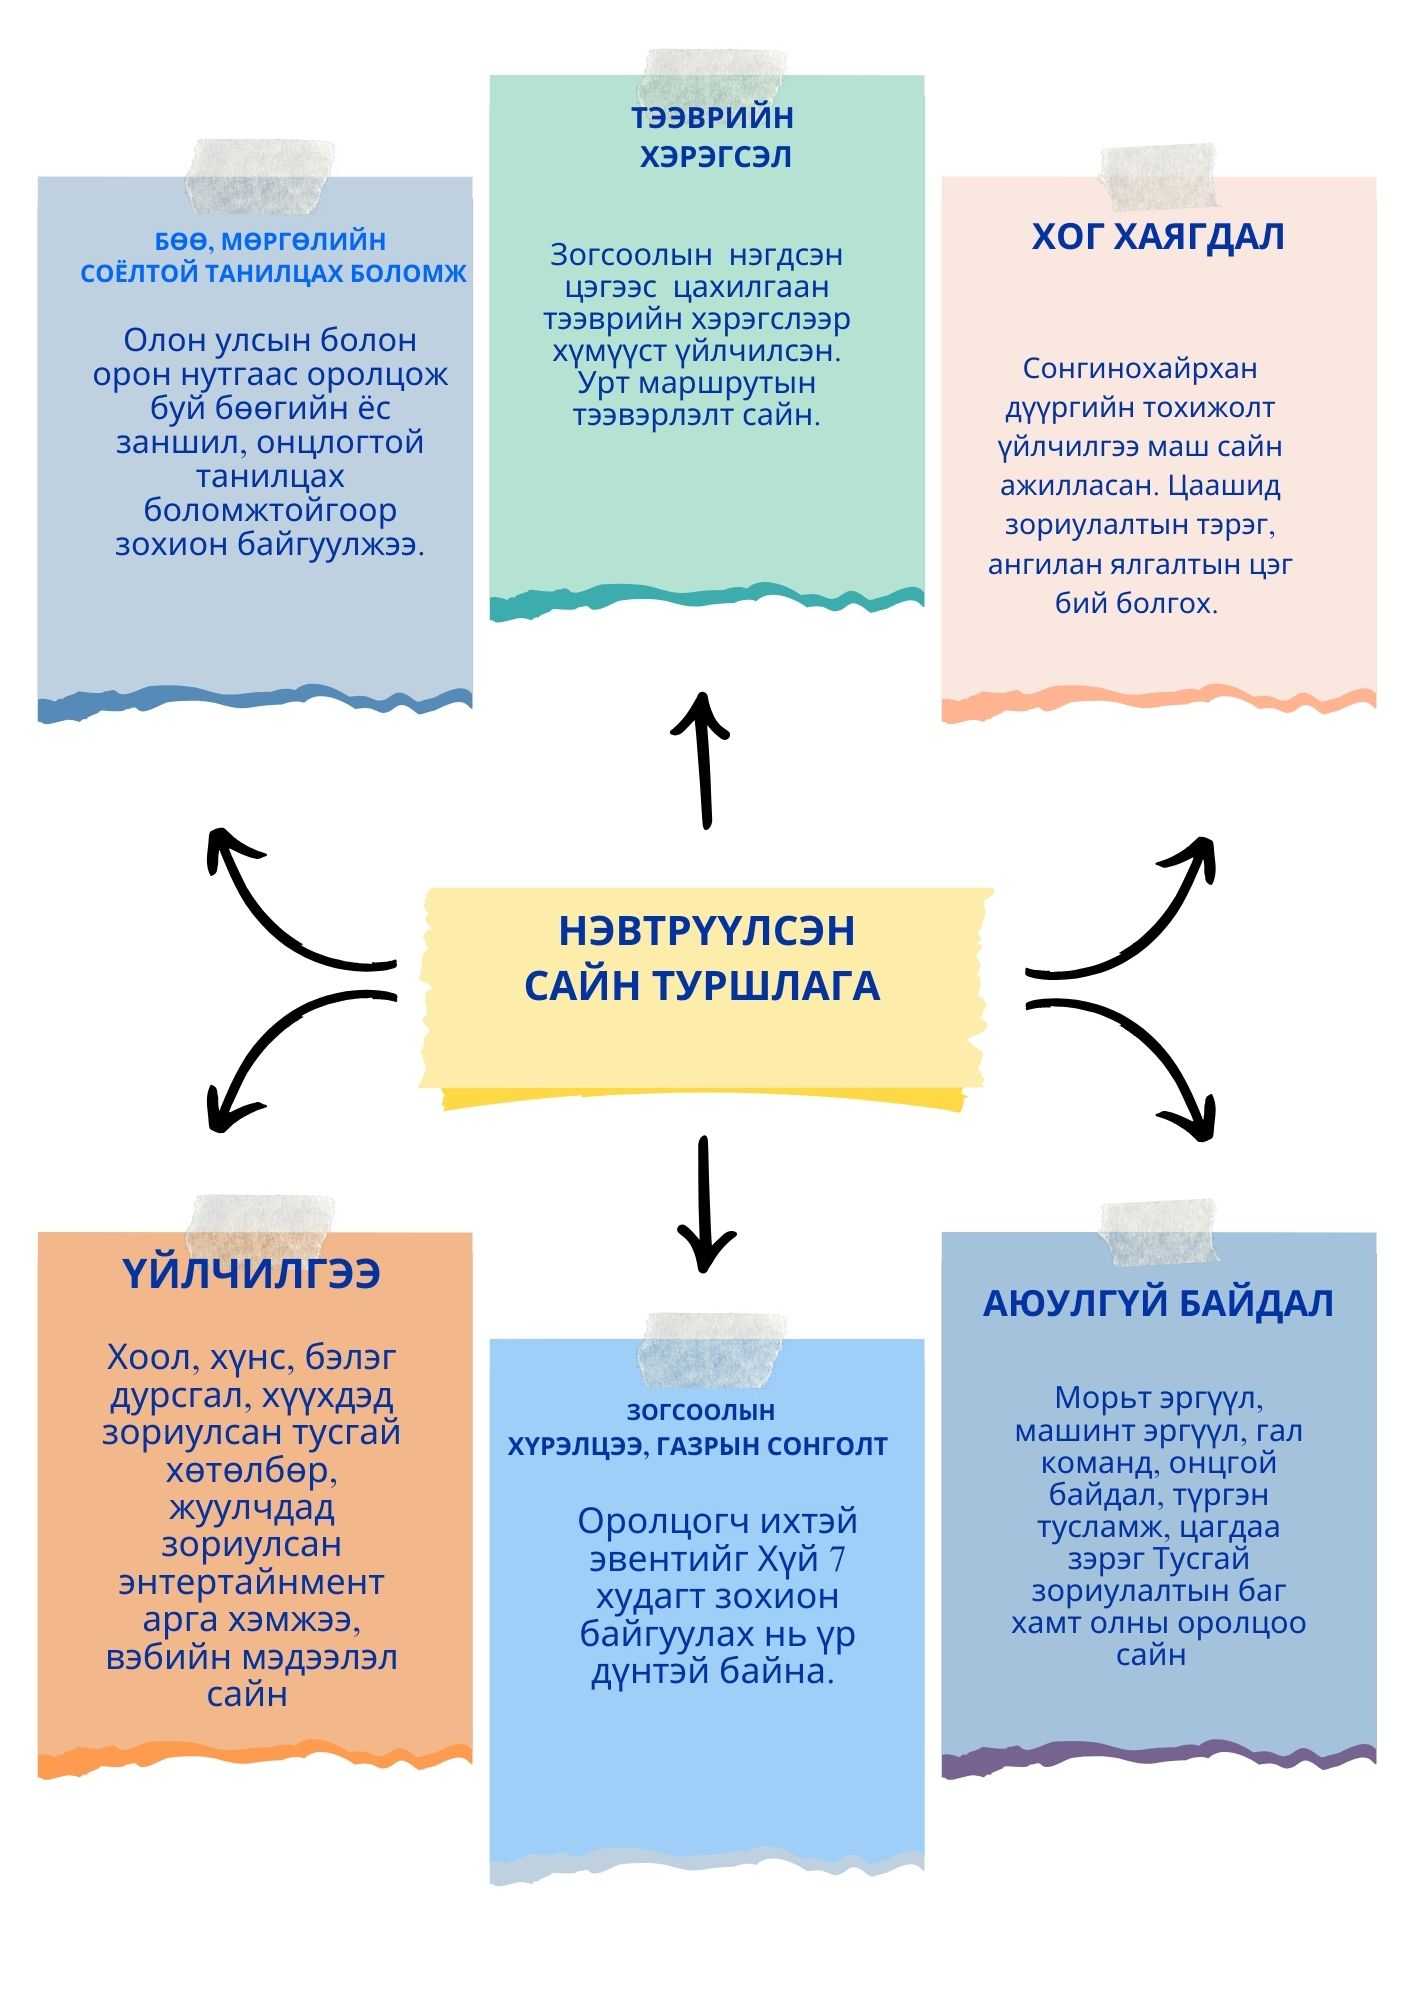 ТЭЭВРИЙН
ХЭРЭГСЭЛ
Зогсоолын нэгдсэн
цэгээс цахилгаан
тээврийн хэрэгслээр
хүмүүст үйлчилсэн.
Урт маршрутын
тээвэрлэлт сайн.
БӨӨ, МӨРГӨЛИЙН
СОЁЛТОЙ ТАНИЛЦАХ БОЛОМЖ
Олон улсын болон
орон нутгаас оролцож
буй бөөгийн ёс
заншил, онцлогтой
танилцах
боломжтойгоор
зохион байгуулжээ.
ХОГ ХАЯГДАЛ
Сонгинохайрхан
дүүргийн тохижолт
үйлчилгээ маш сайн
ажилласан. Цаашид
зориулалтын тэрэг,
ангилан ялгалтын цэг
бий болгох.
НЭВТРҮҮЛСЭН
САЙН ТУРШЛАГА
ҮЙЛЧИЛГЭЭ
Хоол, хүнс, бэлэг
дурсгал, хүүхдэд
зориулсан тусгай
хөтөлбөр,
жуулчдад
зориулсан
энтертайнмент
арга хэмжээ,
вэбийн мэдээлэл
сайн
ЗОГСООЛЫН
ХҮРЭЛЦЭЭ, ГАЗРЫН СОНГОЛТ
Оролцогч ихтэй
эвентийг Хүй 7
худагт зохион
байгуулах нь үр
дүнтэй байна.
АЮУЛГҮЙ БАЙДАЛ
Морьт эргүүл,
машинт эргүүл, гал
команд, онцгой
байдал, түргэн
тусламж, цагдаа
зэрэг Тусгай
зориулалтын баг
хамт олны оролцоо
сайн